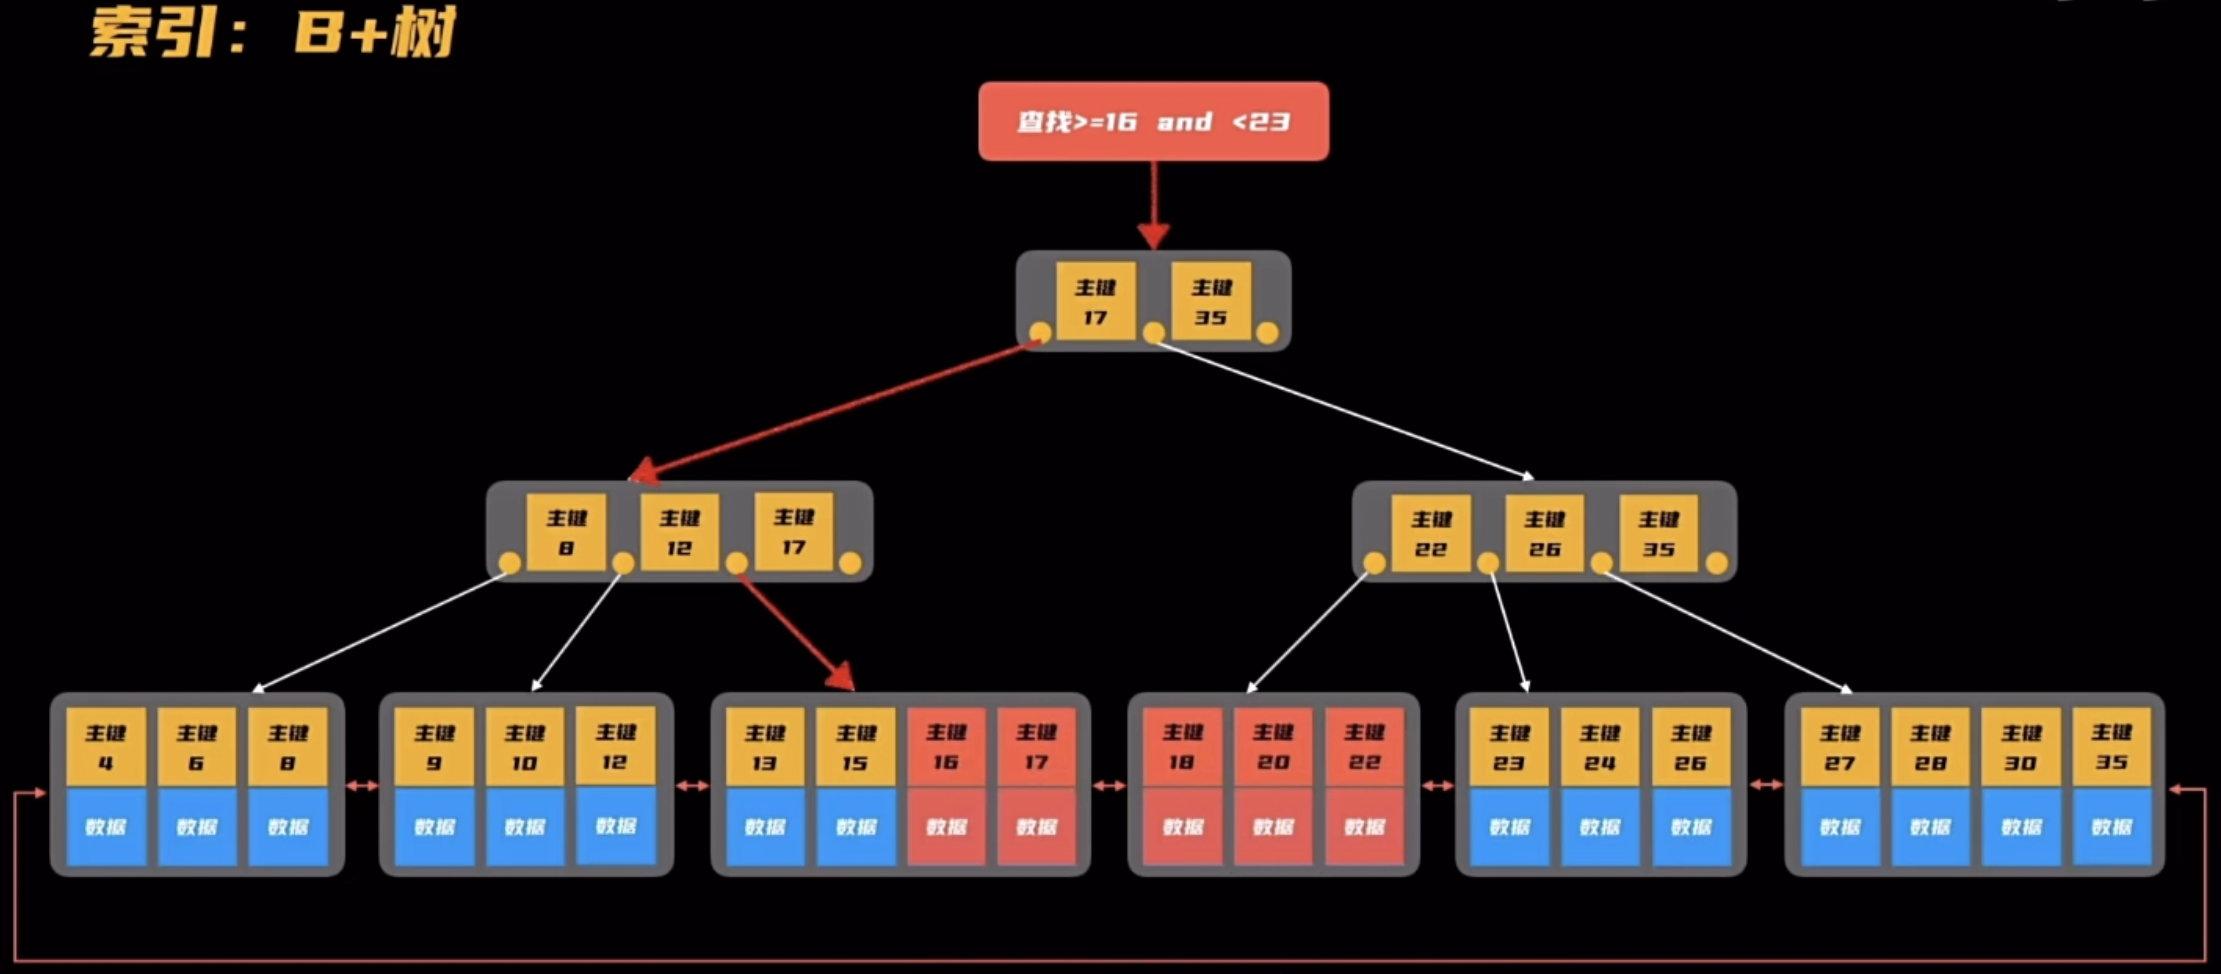 索引：B+树
查找>=16 and <23
主键
17
主键
35
主键
8
主键
12
主键
17
主键
22
主键
26
主键
35
主键
4
数据
主键
6
数据
主键
8
数据
主键
9
数据
主键
10
数据
主键
12
数据
主键
13
数据
主键
15
数据
主键
16
数据
主键
17
数据
主键
18
数据
主键
20
数据
主键
22
数据
主键
23
数据
主键
24
数据
主键
26
数据
主键
27
数据
主键
28
数据
主键
30
数据
主键
35
数据